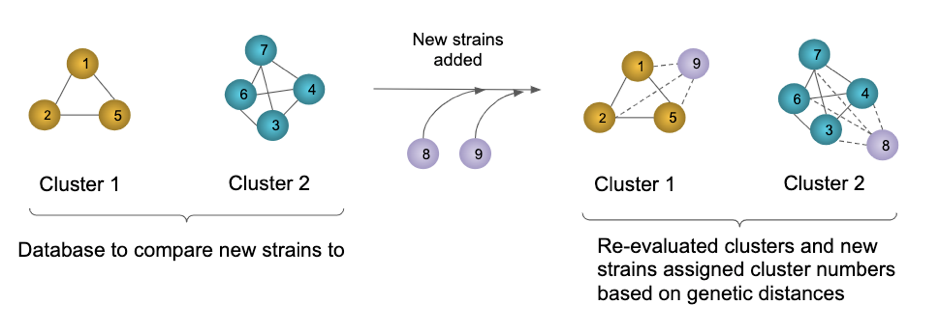 New strains
added
7
1
6
4
2
5
3
8
9
1
9
2
5
7
6
4
3
8
Cluster 1
Cluster 2
Cluster 1
Cluster 2
Database to compare new strains to
Re-evaluated clusters and new
strains assigned cluster numbers
based on genetic distances